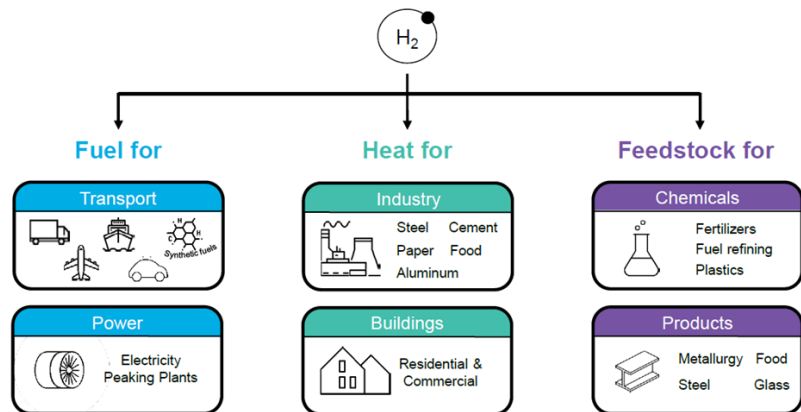 H2
Fuel for
Heat for
Feedstock for
Transport
H
H
C
Synthetic fuels
Industry
Steel Cement
Paper Food
Aluminum
Chemicals
Fertilizers
Fuel refining
Plastics
Power
Electricity
Peaking Plants
Buildings
Residential &
Commercial
Products
Metallurgy Food
Steel Glass